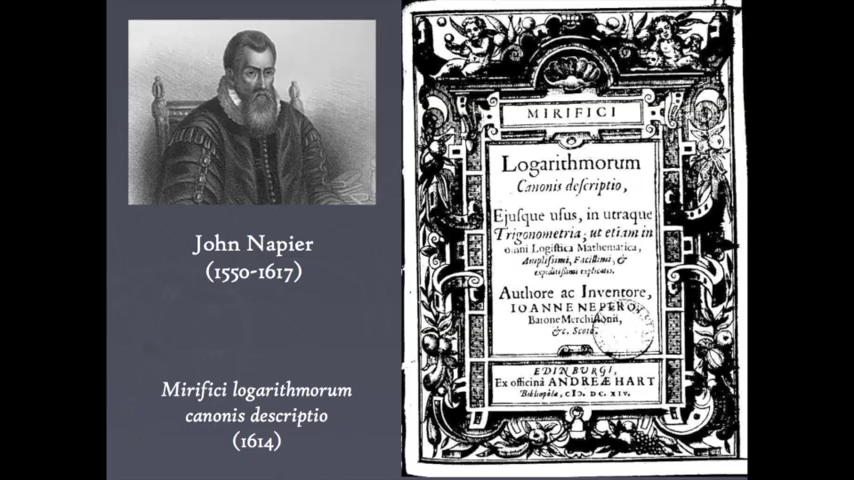 John Napier
(1550-1617)
Mirifici logarithmorum
canonis descriptio
(1614)
MIRIFICI
Logarithmorum
Canonis deſcriptio,
Ejuſque uſus, in utraque
Trigonometria; ut etiam in
omni Logiſtica Mathematica,
Ampliſſimi, Facillimi, &
expeditiſſimi explicatio.
Authore ac Inventore,
IOANNE NEPERO,
Barone Merchiſtonii,
&c. Scoto.
EDINBURGI,
Ex officinâ ANDREÆ HART
Bibliopôlæ, CIƆ. DC. XIV.